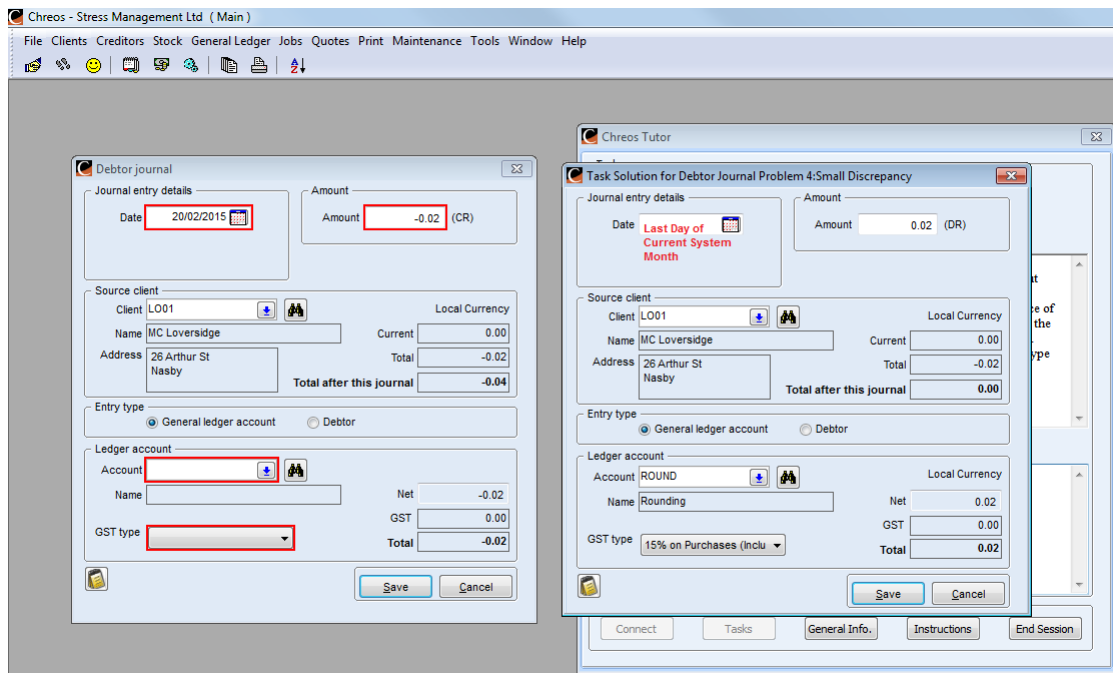 Chreos - Stress Management Ltd ( Main )
File Clients Creditors Stock General Ledger Jobs Quotes Print Maintenance Tools Window Help
Chreos Tutor
Debtor journal
Journal entry details
Date 20/02/2015
Amount
Amount -0.02 (CR)
Source client
Client LO01
Local Currency
Name MC Loversidge
Current 0.00
Address 26 Arthur St
Nasby
Total -0.02
Total after this journal -0.04
Entry type
General ledger account Debtor
Ledger account
Account
Name
Net -0.02
GST 0.00
GST type
Total -0.02
Save Cancel
Task Solution for Debtor Journal Problem 4:Small Discrepancy
Journal entry details
Date Last Day of
Current System
Month
Amount
Amount 0.02 (DR)
Source client
Client LO01
Local Currency
Name MC Loversidge
Current 0.00
Address 26 Arthur St
Nasby
Total -0.02
Total after this journal 0.00
Entry type
General ledger account Debtor
Ledger account
Account ROUND
Local Currency
Name Rounding
Net 0.02
GST 0.00
GST type 15% on Purchases (Inclu
Total 0.02
Save Cancel
of
the
Connect Tasks General Info. Instructions End Session